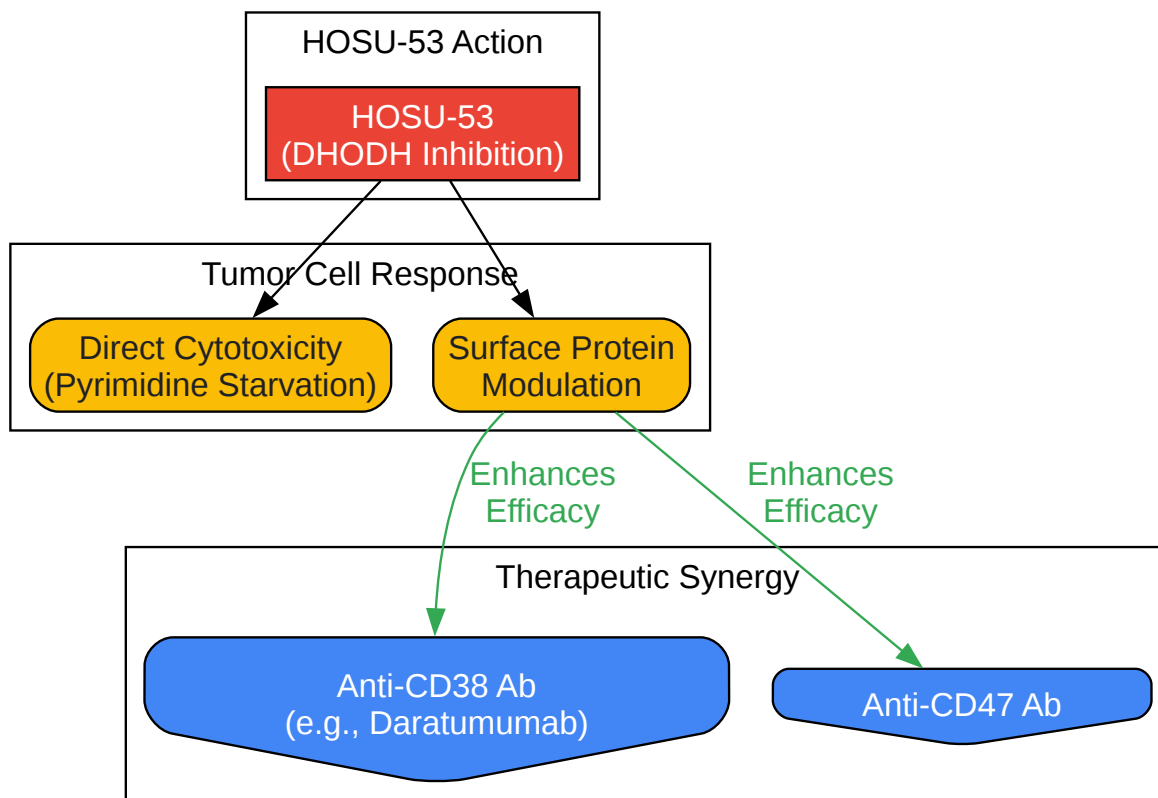 HOSU-53 Action
HOSU-53
(DHODH Inhibition)
Tumor Cell Response
Direct Cytotoxicity
(Pyrimidine Starvation)
Surface Protein
Modulation
Enhances
Efficacy
Enhances
Efficacy
Therapeutic Synergy
Anti-CD38 Ab
(e.g., Daratumumab)
Anti-CD47 Ab